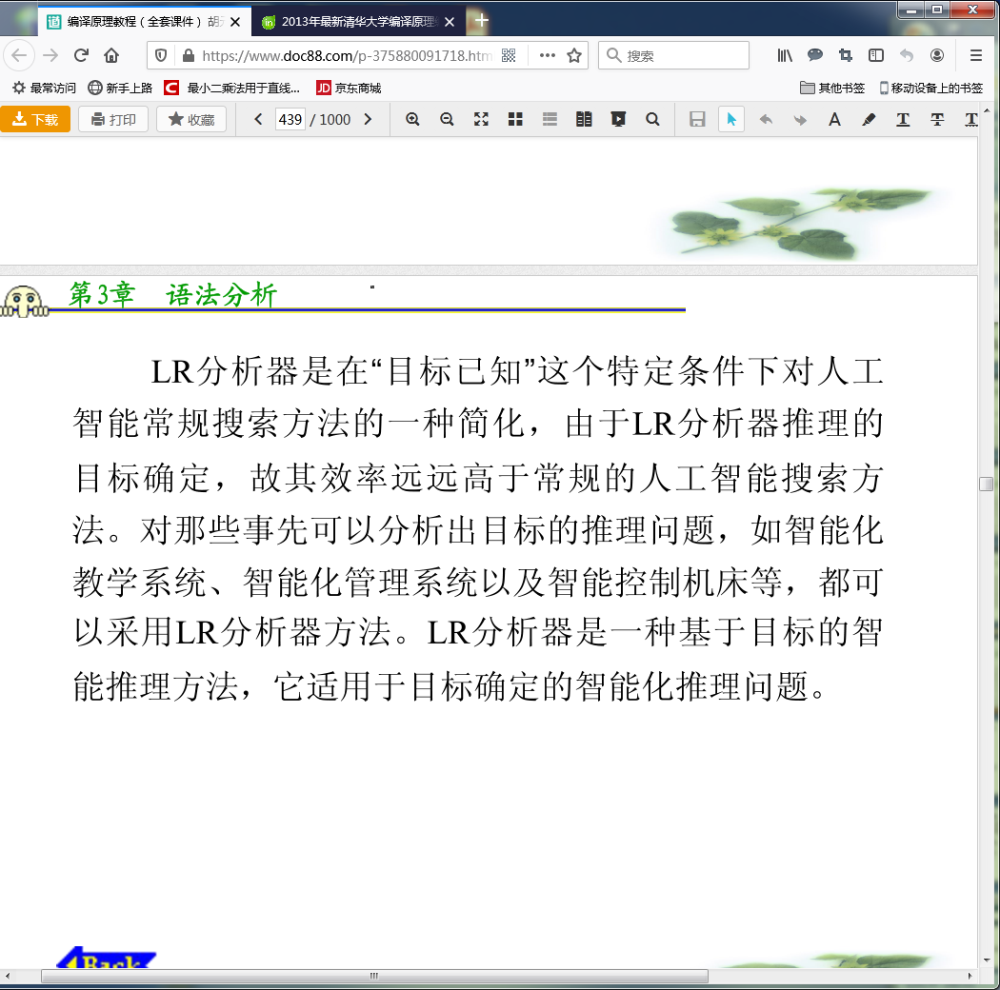 编译原理教程（全套课件）胡元
2013年最新清华大学编译原理
https://www.doc88.com/p-375880091718.htm
搜索
最常访问
新手上路
最小二乘法用于直线...
JD 京东商城
其他书签
移动设备上的书签
下载
打印
收藏
439 / 1000
第3章 语法分析
LR分析器是在“目标已知”这个特定条件下对人工
智能常规搜索方法的一种简化，由于LR分析器推理的
目标确定，故其效率远远高于常规的人工智能搜索方
法。对那些事先可以分析出目标的推理问题，如智能化
教学系统、智能化管理系统以及智能控制机床等，都可
以采用LR分析器方法。LR分析器是一种基于目标的智
能推理方法，它适用于目标确定的智能化推理问题。
Back